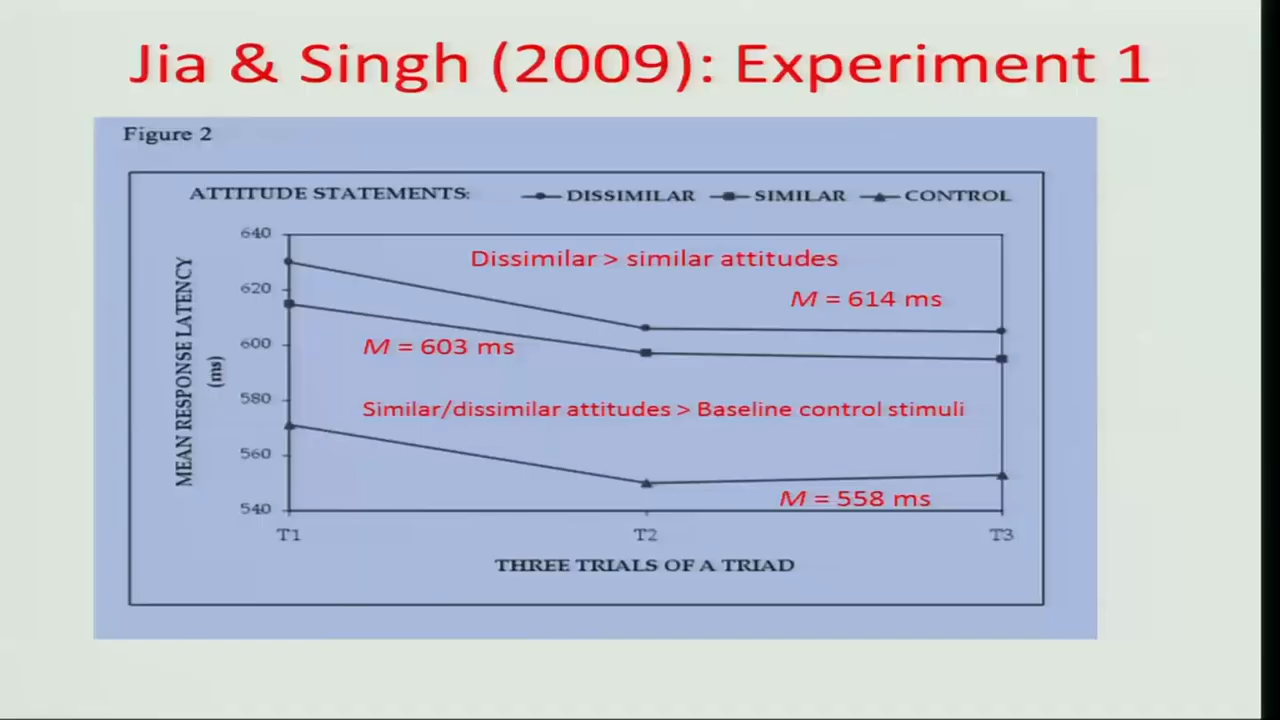 Jia & Singh (2009): Experiment 1
Figure 2
ATTITUDE STATEMENTS: DISSIMILAR SIMILAR CONTROL
640
Dissimilar > similar attitudes
MEAN RESPONSE LATENCY
(ms)
620
M = 614 ms
600
M = 603 ms
580
Similar/dissimilar attitudes > Baseline control stimuli
560
M = 558 ms
540
T1 T2 T3
THREE TRIALS OF A TRIAD